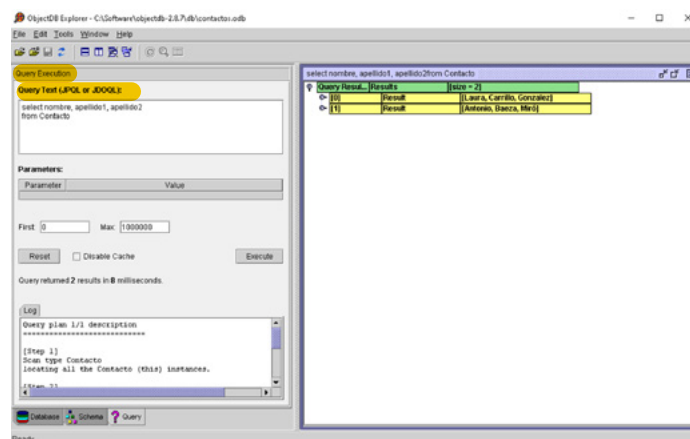 ObjectDB Explorer - C:\Software\objectdb-2.8.7\db\contactos.odb
File Edit Tools Window Help
Query Execution
Query Text (JPQL or JDOQL):
select nombre, apellido1, apellido2
from Contacto
Parameters:
Parameter Value
First: 0 Max: 1000000
Reset Disable Cache Execute
Query returned 2 results in 8 milliseconds.
Log
Query plan 1/1 description
==========================
[Step 1]
Scan type Contacto
locating all the Contacto (this) instances.
[Step 2]
Database Schema Query
Ready
select nombre, apellido1, apellido2from Contacto
Query Resul... Results [size = 2]
[0] Result [Laura, Carrillo, Gonzalez]
[1] Result [Antonio, Baeza, Miró]